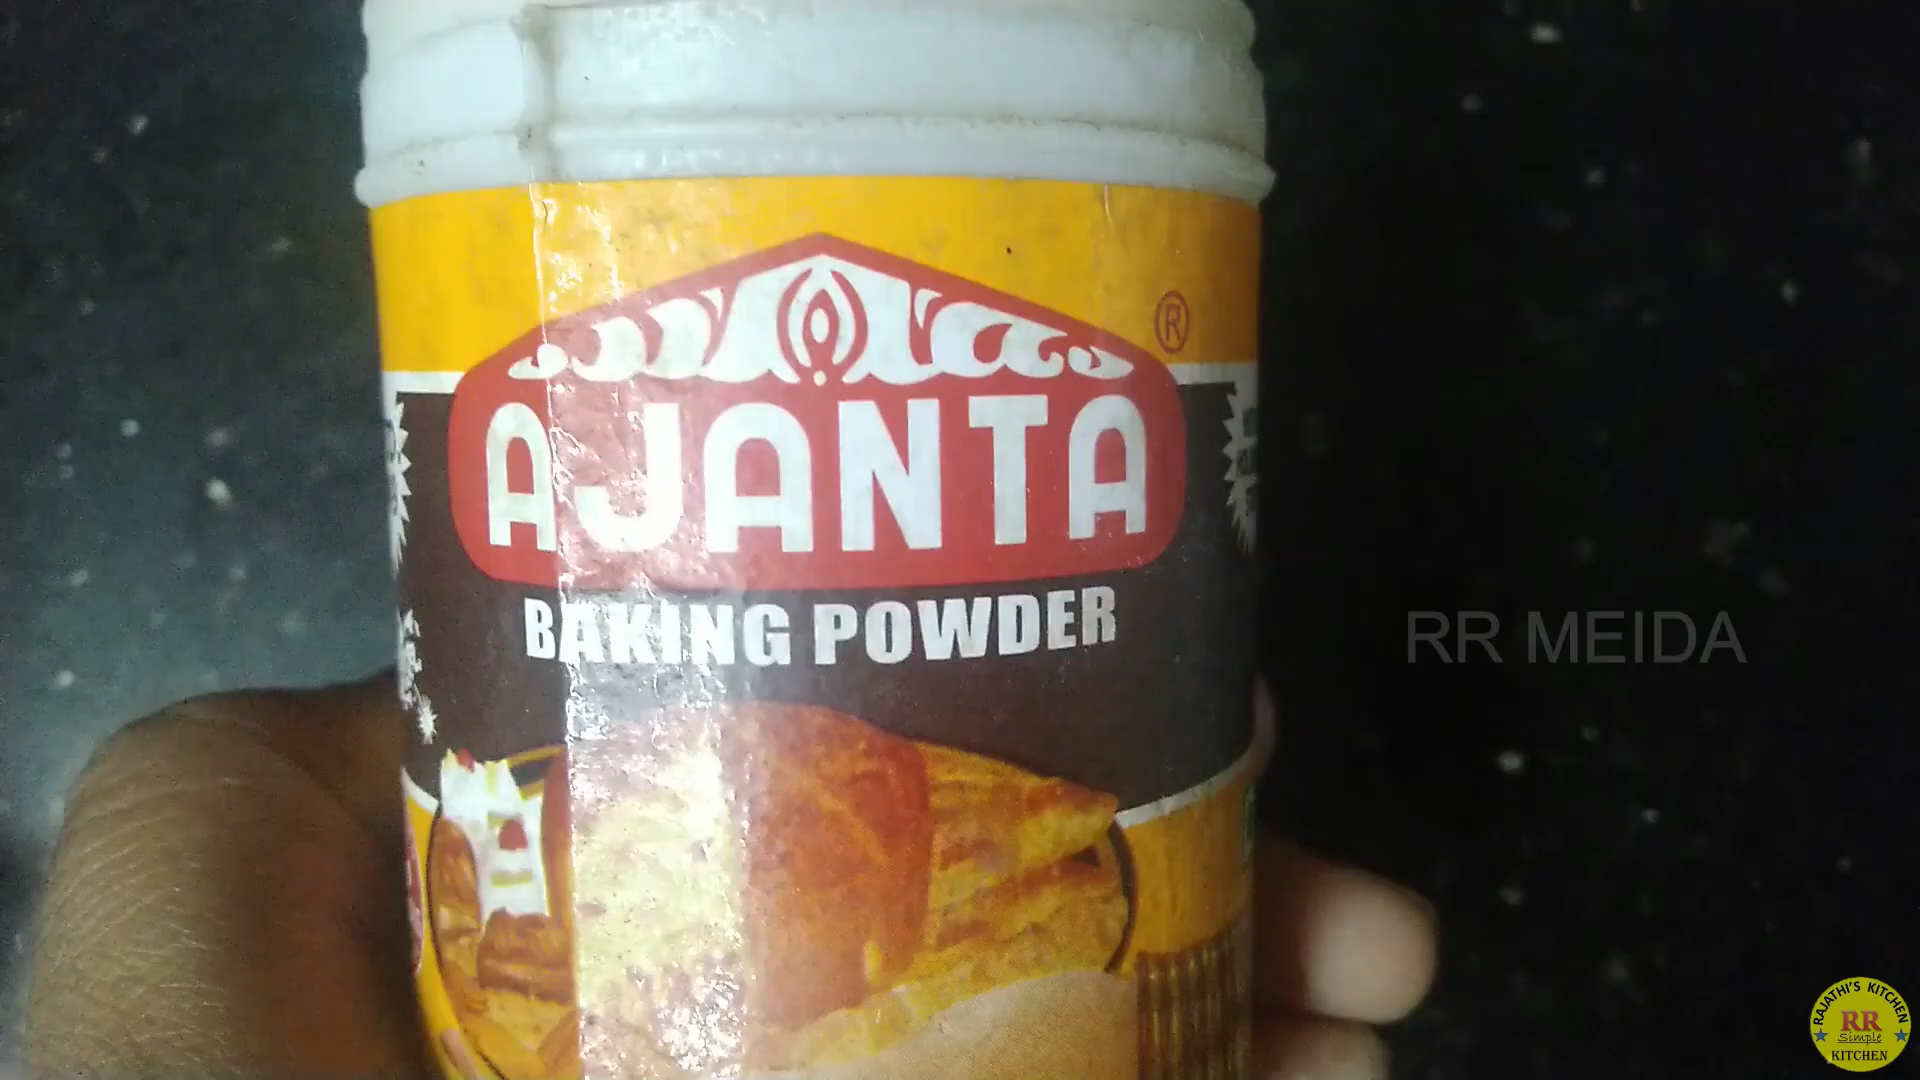 ®
AJANTA
BAKING POWDER
RR MEIDA
RAJATHI'S KITCHEN
RR
Simple
KITCHEN